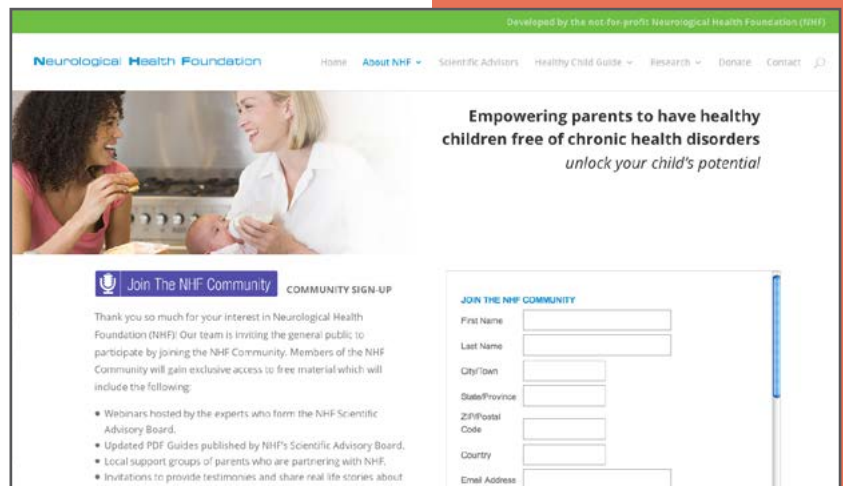 Developed by the not-for-profit Neurological Health Foundation (NHF)
Neurological Health Foundation
Home About NHF Scientific Advisors Healthy Child Guide Research Donate Contact
Empowering parents to have healthy
children free of chronic health disorders
unlock your child's potential
Join The NHF Community COMMUNITY SIGN-UP
Thank you so much for your interest in Neurological Health
Foundation (NHF)! Our team is inviting the general public to
participate by joining the NHF Community. Members of the NHF
Community will gain exclusive access to free material which will
include the following:
• Webinars hosted by the experts who form the NHF Scientific
Advisory Board.
• Updated PDF Guides published by NHF's Scientific Advisory Board.
• Local support groups of parents who are partnering with NHF.
• Invitations to provide testimonies and share real life stories about
JOIN THE NHF COMMUNITY
First Name
Last Name
City/Town
State/Province
ZIP/Postal
Code
Country
Email Address